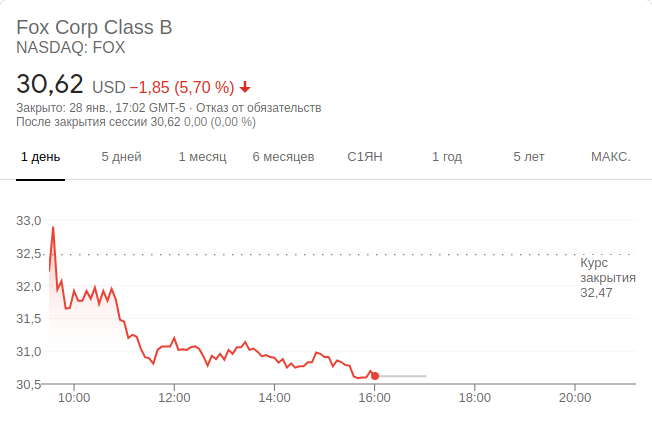 Fox Corp Class B
NASDAQ: FOX
30,62 USD −1,85 (5,70 %)
Закрыто: 28 янв., 17:02 GMT-5 · Отказ от обязательств
После закрытия сессии 30,62 0,00 (0,00 %)
1 день 5 дней 1 месяц 6 месяцев С1ЯН 1 год 5 лет МАКС.
33,0
32,5
Курс
закрытия
32,47
32,0
31,5
31,0
30,5
10:00 12:00 14:00 16:00 18:00 20:00